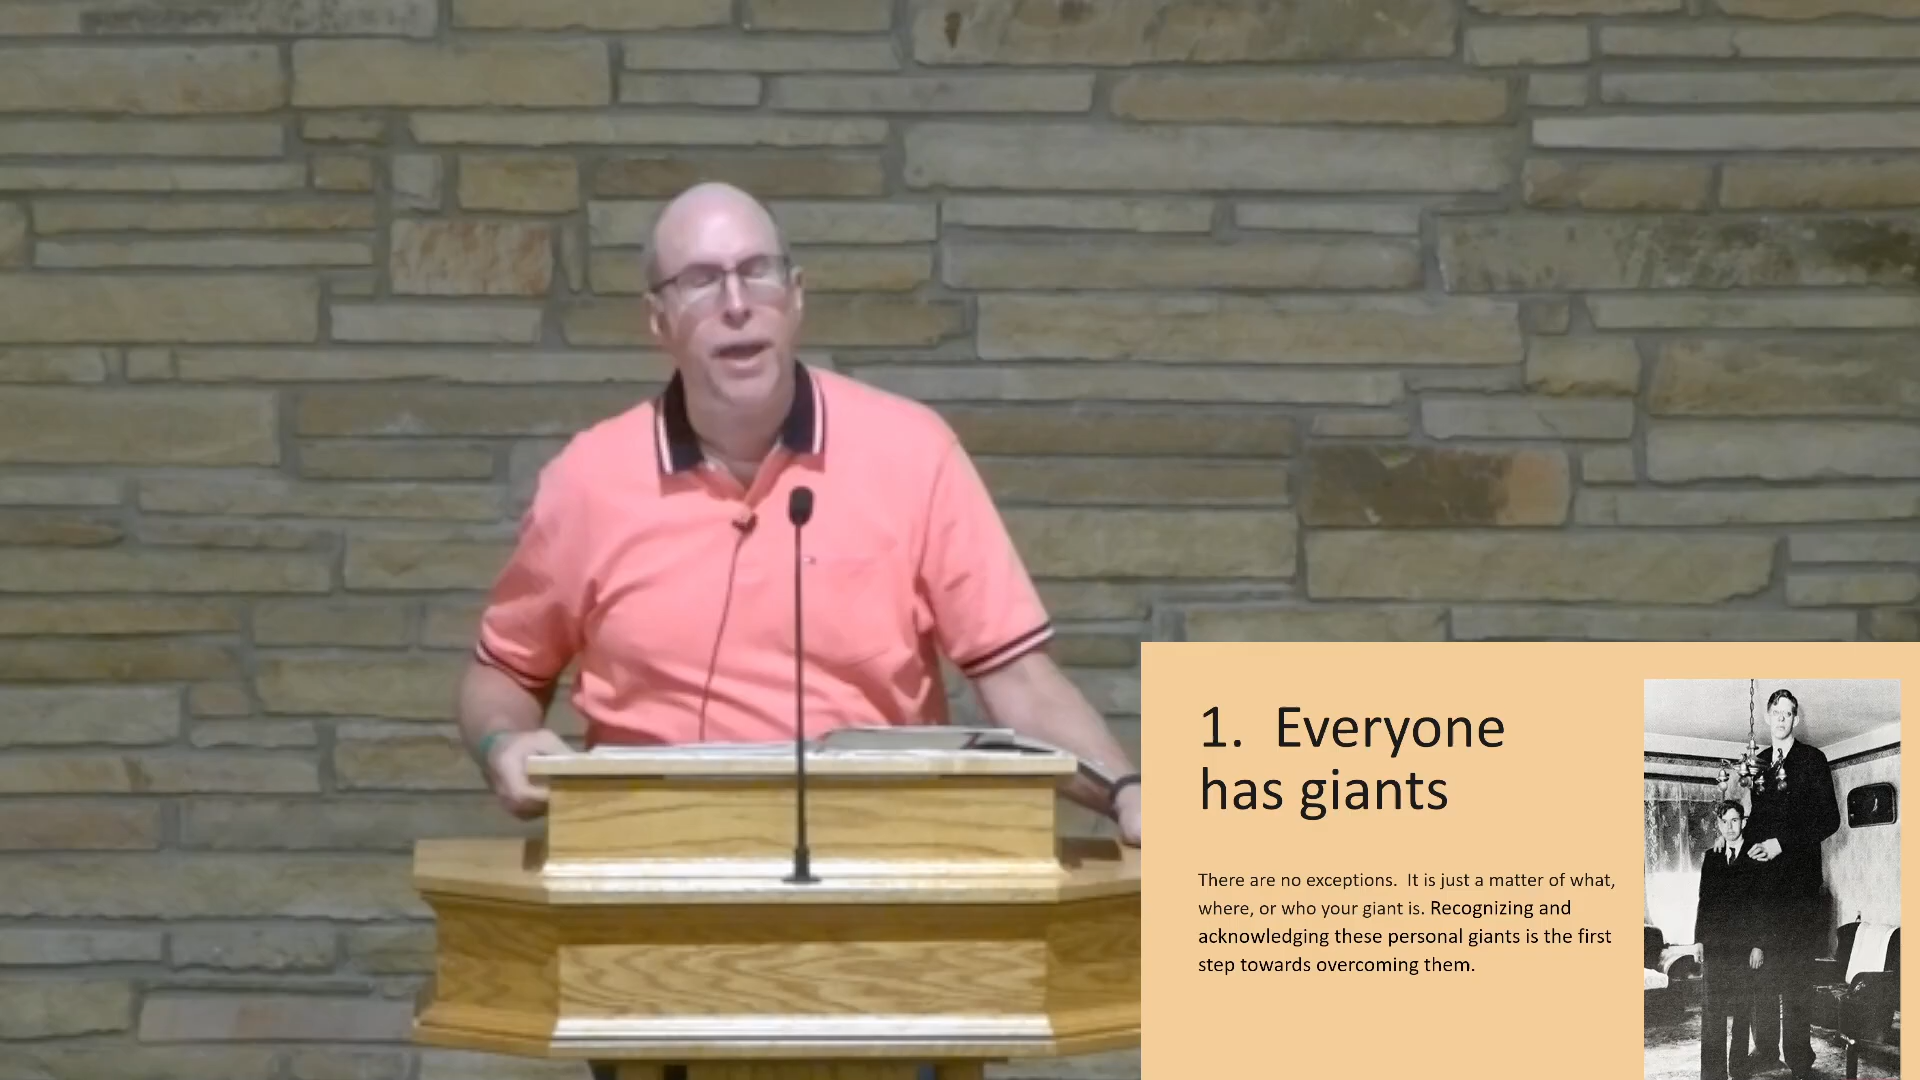 1.  Everyone
has giants
There are no exceptions.  It is just a matter of what,
where, or who your giant is. Recognizing and
acknowledging these personal giants is the first
step towards overcoming them.